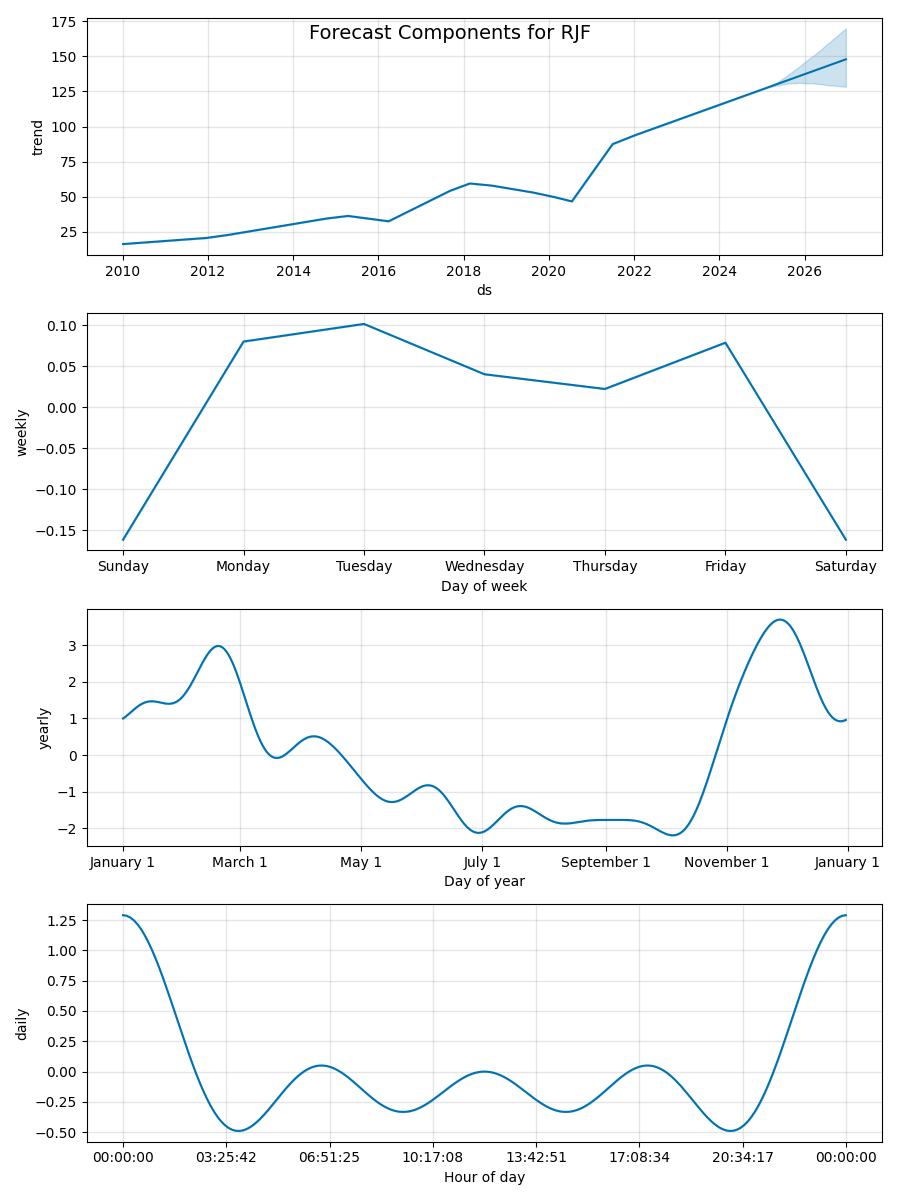 Forecast Components for RJF
175
150
125
100
75
50
25
trend
2010 2012 2014 2016 2018 2020 2022 2024 2026
ds
0.10
0.05
0.00
−0.05
−0.10
−0.15
weekly
Sunday Monday Tuesday Wednesday Thursday Friday Saturday
Day of week
3
2
1
0
−1
−2
yearly
January 1 March 1 May 1 July 1 September 1 November 1 January 1
Day of year
1.25
1.00
0.75
0.50
0.25
0.00
−0.25
−0.50
daily
00:00:00 03:25:42 06:51:25 10:17:08 13:42:51 17:08:34 20:34:17 00:00:00
Hour of day